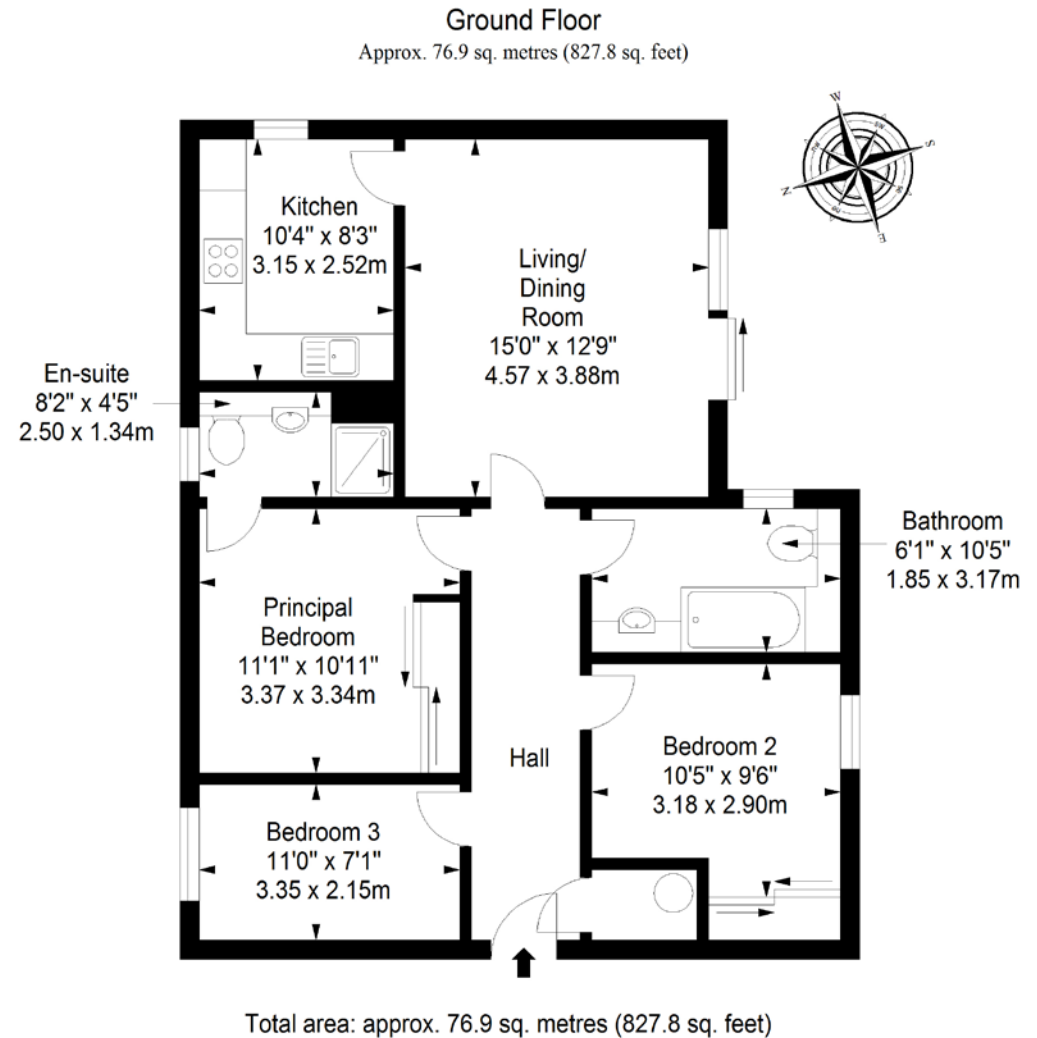 Ground Floor
Approx. 76.9 sq. metres (827.8 sq. feet)
W
S
N
E
Kitchen
10'4" x 8'3"
3.15 x 2.52m
Living/
Dining
Room
15'0" x 12'9"
4.57 x 3.88m
En-suite
8'2" x 4'5"
2.50 x 1.34m
Bathroom
6'1" x 10'5"
1.85 x 3.17m
Principal
Bedroom
11'1" x 10'11"
3.37 x 3.34m
Hall
Bedroom 2
10'5" x 9'6"
3.18 x 2.90m
Bedroom 3
11'0" x 7'1"
3.35 x 2.15m
Total area: approx. 76.9 sq. metres (827.8 sq. feet)